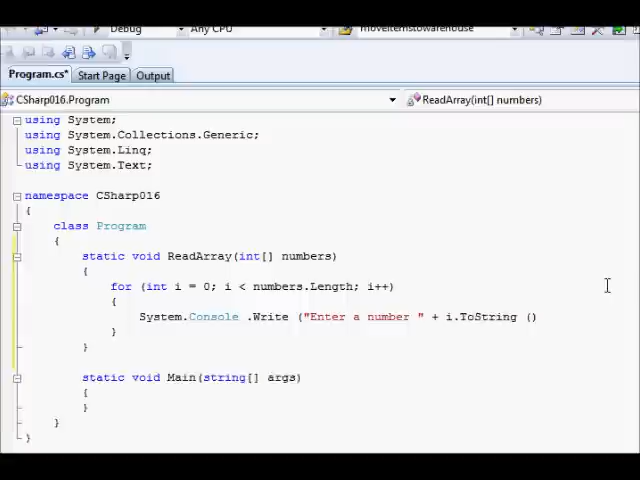 Debug Any CPU moveitemstowarehouse
Program.cs* Start Page Output
CSharp016.Program ReadArray(int[] numbers)
using System;
using System.Collections.Generic;
using System.Linq;
using System.Text;
namespace CSharp016
{
class Program
{
static void ReadArray(int[] numbers)
{
for (int i = 0; i < numbers.Length; i++)
{
System.Console .Write ("Enter a number " + i.ToString ()
}
}
static void Main(string[] args)
{
}
}
}